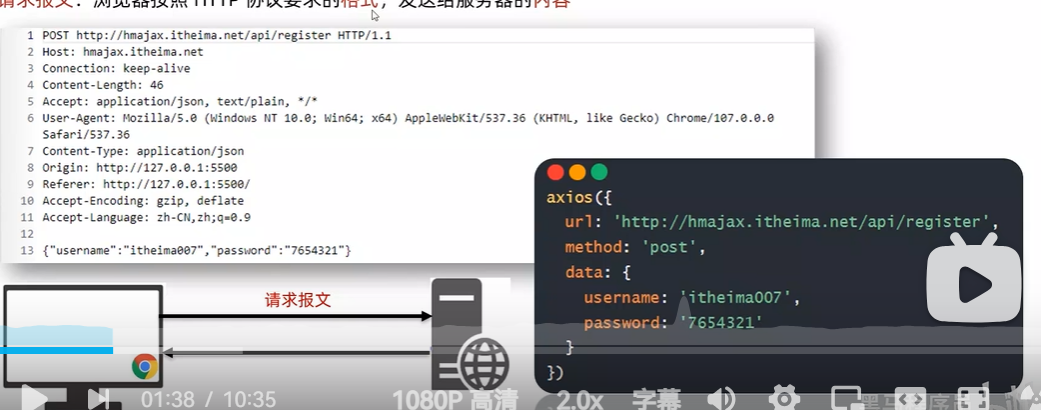 请求报文：浏览器按照 HTTP 协议要求的格式，发送给服务器的内容
1 POST http://hmajax.itheima.net/api/register HTTP/1.1
2 Host: hmajax.itheima.net
3 Connection: keep-alive
4 Content-Length: 46
5 Accept: application/json, text/plain, */*
6 User-Agent: Mozilla/5.0 (Windows NT 10.0; Win64; x64) AppleWebKit/537.36 (KHTML, like Gecko) Chrome/107.0.0.0
Safari/537.36
7 Content-Type: application/json
8 Origin: http://127.0.0.1:5500
9 Referer: http://127.0.0.1:5500/
10 Accept-Encoding: gzip, deflate
11 Accept-Language: zh-CN,zh;q=0.9
12
13 {"username":"itheima007","password":"7654321"}
axios({
url: 'http://hmajax.itheima.net/api/register',
method: 'post',
data: {
username: 'itheima007',
password: '7654321'
}
})
请求报文
01:38 / 10:35
1080P 高清
2.0x
字幕